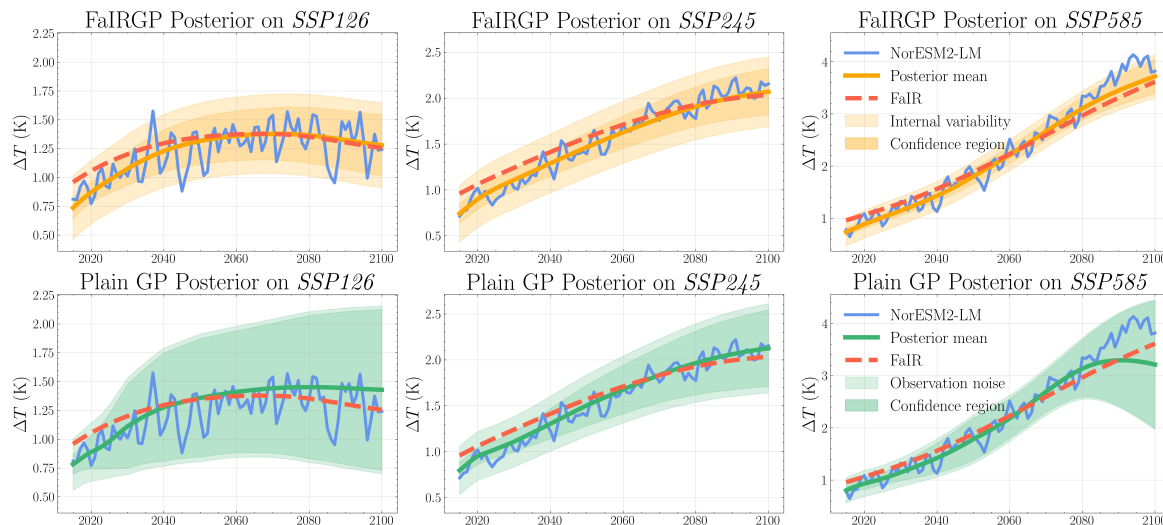 FaIRGP Posterior on SSP126
FaIRGP Posterior on SSP245
FaIRGP Posterior on SSP585
2.25
2.00
1.75
1.50
1.25
1.00
0.75
0.50
ΔT (K)
2020 2040 2060 2080 2100
2.5
2.0
1.5
1.0
0.5
ΔT (K)
2020 2040 2060 2080 2100
4
3
2
1
ΔT (K)
2020 2040 2060 2080 2100
NorESM2-LM
Posterior mean
FaIR
Internal variability
Confidence region
Plain GP Posterior on SSP126
Plain GP Posterior on SSP245
Plain GP Posterior on SSP585
2.25
2.00
1.75
1.50
1.25
1.00
0.75
0.50
ΔT (K)
2020 2040 2060 2080 2100
2.5
2.0
1.5
1.0
0.5
ΔT (K)
2020 2040 2060 2080 2100
4
3
2
1
ΔT (K)
2020 2040 2060 2080 2100
NorESM2-LM
Posterior mean
FaIR
Observation noise
Confidence region